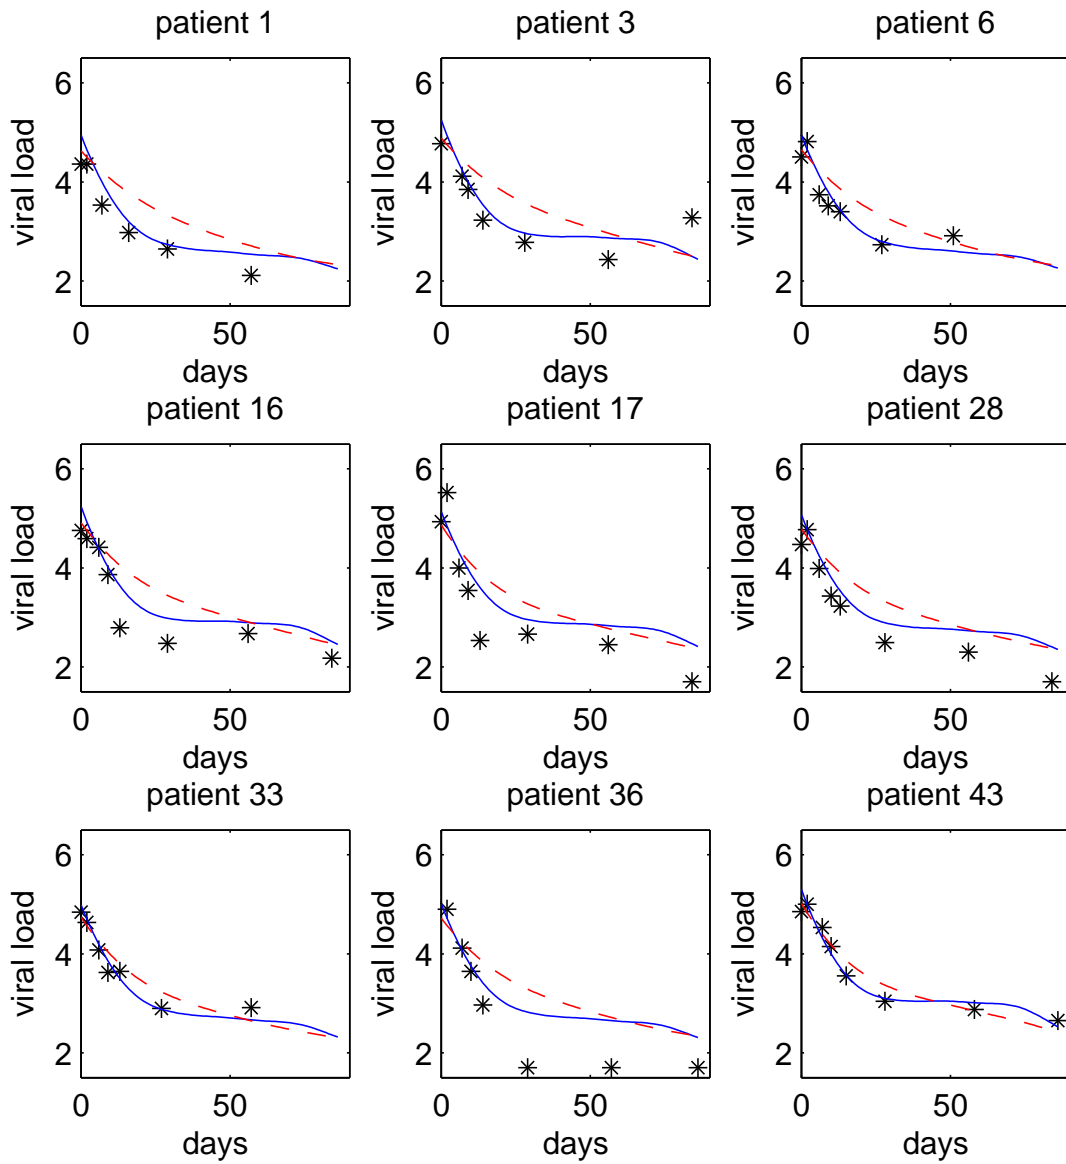 patient 1
patient 3
patient 6
viral load
6
4
2
0
50
days
viral load
6
4
2
0
50
days
viral load
6
4
2
0
50
days
patient 16
patient 17
patient 28
viral load
6
4
2
0
50
days
viral load
6
4
2
0
50
days
viral load
6
4
2
0
50
days
patient 33
patient 36
patient 43
viral load
6
4
2
0
50
days
viral load
6
4
2
0
50
days
viral load
6
4
2
0
50
days